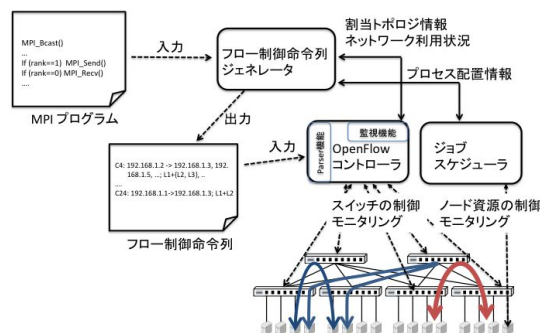 MPI_Bcast()
...
If (rank==1) MPI_Send()
If (rank==0) MPI_Recv()
....
MPI プログラム
入力
フロー制御命令列
ジェネレータ
割当トポロジ情報
ネットワーク利用状況
プロセス配置情報
出力
C4: 192.168.1.2 -> 192.168.1.3, 192.
168.1.5, ...; L1+(L2, L3), ..
....
C24: 192.168.1.1->192.168.1.3; L1+L2
フロー制御命令列
入力
Parser機能
監視機能
OpenFlow
コントローラ
ジョブ
スケジューラ
スイッチの制御
モニタリング
ノード資源の制御
モニタリング